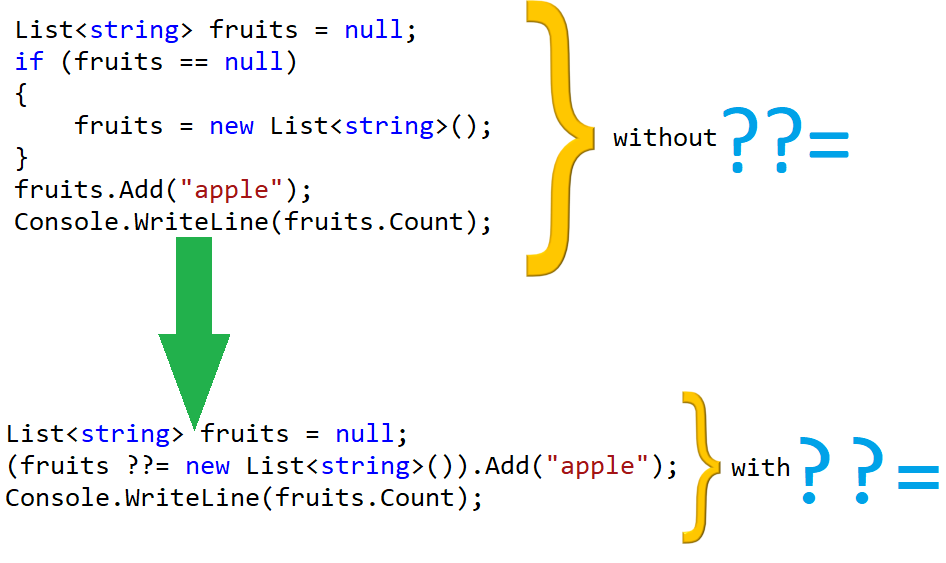 List<string> fruits = null;
if (fruits == null)
{
    fruits = new List<string>();
}
fruits.Add("apple");
Console.WriteLine(fruits.Count);
without ??=
List<string> fruits = null;
(fruits ??= new List<string>()).Add("apple");
Console.WriteLine(fruits.Count);
with ??=